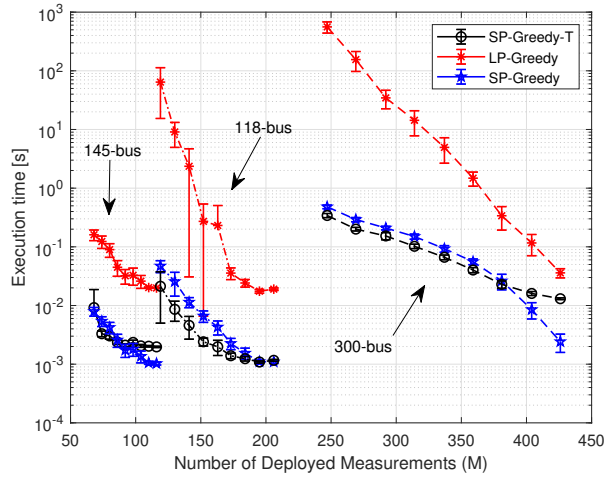 10^3
10^2
10^1
10^0
10^-1
10^-2
10^-3
10^-4
Execution time [s]
SP-Greedy-T
LP-Greedy
SP-Greedy
145-bus
118-bus
300-bus
50 100 150 200 250 300 350 400 450
Number of Deployed Measurements (M)